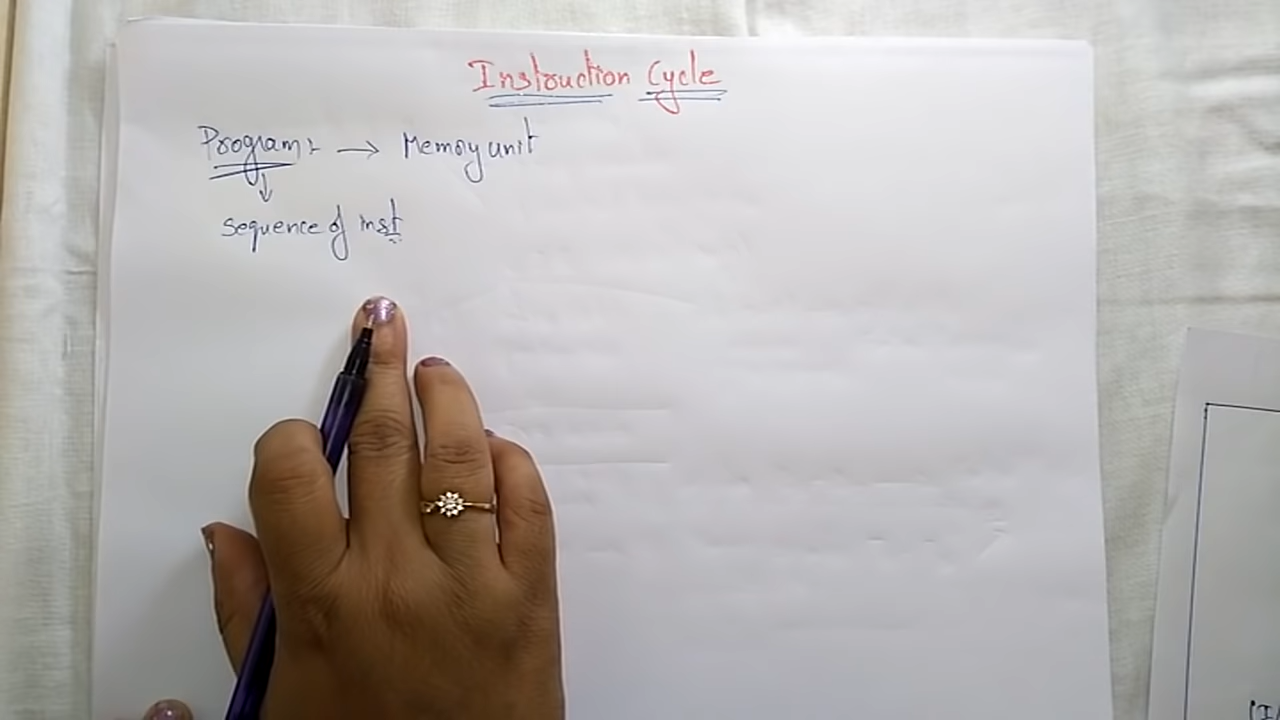 Instruction Cycle
Program:- → Memory unit
↓
Sequence of inst